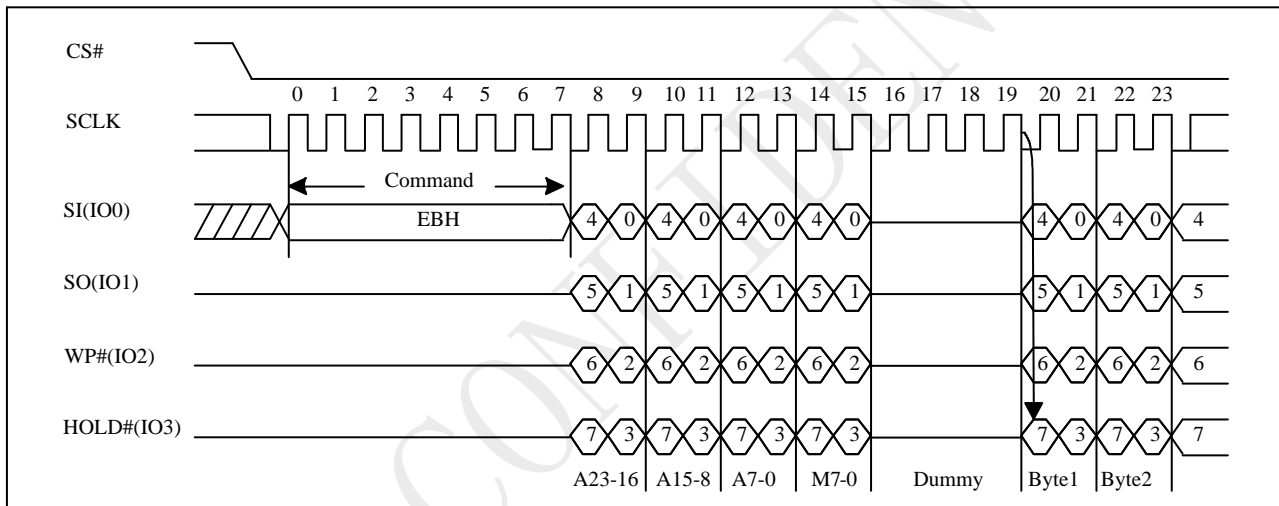 CS#
0 1 2 3 4 5 6 7 8 9 10 11 12 13 14 15 16 17 18 19 20 21 22 23
SCLK
Command
SI(IO0) EBH 4 0 4 0 4 0 4 0 4 0 4 0 4
SO(IO1) 5 1 5 1 5 1 5 1 5 1 5 1 5
WP#(IO2) 6 2 6 2 6 2 6 2 6 2 6 2 6
HOLD#(IO3) 7 3 7 3 7 3 7 3 7 3 7 3 7
A23-16 A15-8 A7-0 M7-0 Dummy Byte1 Byte2
CONFIDEN